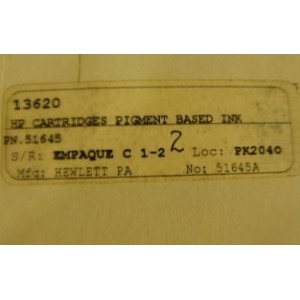 13620
HP CARTRIDGES PIGMENT BASED INK
PN.51645
S/R: EMPAQUE C 1-2 2 Loc: PK2040
Mfg: HEWLETT PA No: 51645A